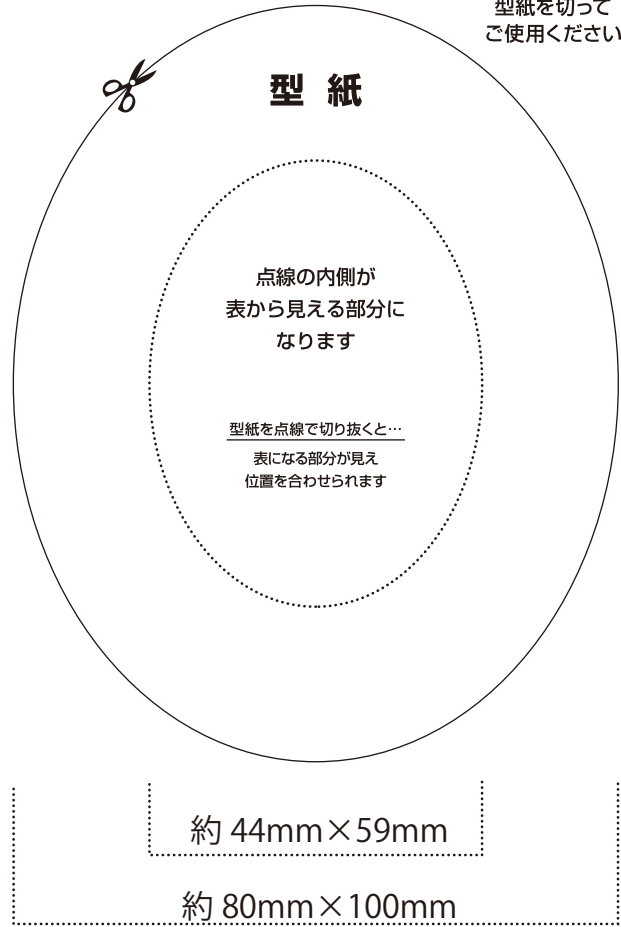 型紙を切って
ご使用ください
型 紙
点線の内側が
表から見える部分に
なります
型紙を点線で切り抜くと…
表になる部分が見え
位置を合わせられます
約 44mm×59mm
約 80mm×100mm